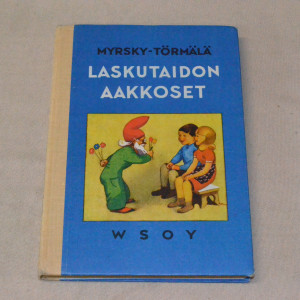 MYRSKY-TÖRMÄLÄ
LASKUTAIDON
AAKKOSET
WSOY